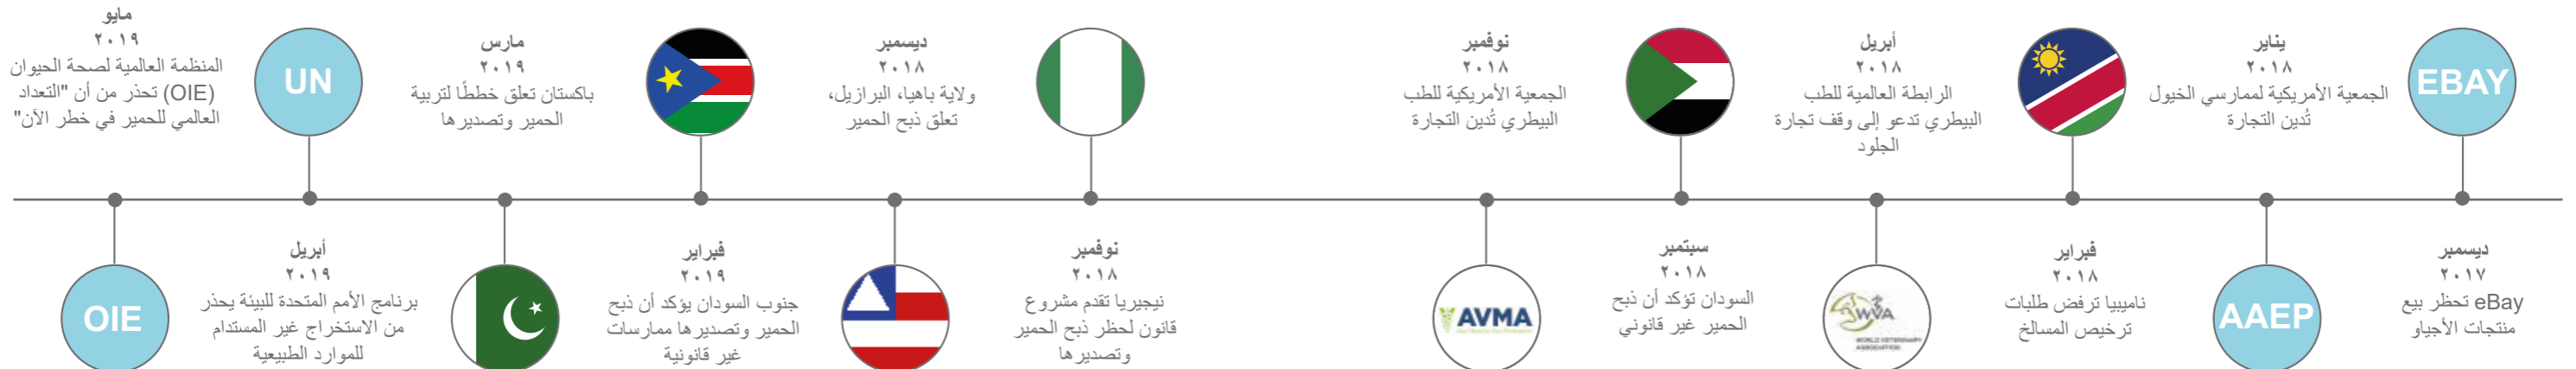 EBAY
ديسمبر
٢٠١٧
eBay تحظر بيع
منتجات الأجياو
يناير
٢٠١٨
الجمعية الأمريكية لممارسي الخيول
تُدين التجارة
AAEP
فبراير
٢٠١٨
ناميبيا ترفض طلبات
ترخيص المسالخ
أبريل
٢٠١٨
الرابطة العالمية للطب
البيطري تدعو إلى وقف تجارة
الجلود
WVA
WORLD VETERINARY
ASSOCIATION
سبتمبر
٢٠١٨
السودان تؤكد أن ذبح
الحمير غير قانوني
نوفمبر
٢٠١٨
الجمعية الأمريكية للطب
البيطري تُدين التجارة
AVMA
نوفمبر
٢٠١٨
نيجيريا تقدم مشروع
قانون لحظر ذبح الحمير
وتصديرها
ديسمبر
٢٠١٨
ولاية باهيا، البرازيل،
تعلق ذبح الحمير
فبراير
٢٠١٩
جنوب السودان يؤكد أن ذبح
الحمير وتصديرها ممارسات
غير قانونية
مارس
٢٠١٩
باكستان تعلق خططًا لتربية
الحمير وتصديرها
UN
أبريل
٢٠١٩
برنامج الأمم المتحدة للبيئة يحذر
من الاستخراج غير المستدام
للموارد الطبيعية
مايو
٢٠١٩
المنظمة العالمية لصحة الحيوان
(OIE) تحذر من أن "التعداد
العالمي للحمير في خطر الآن"
OIE